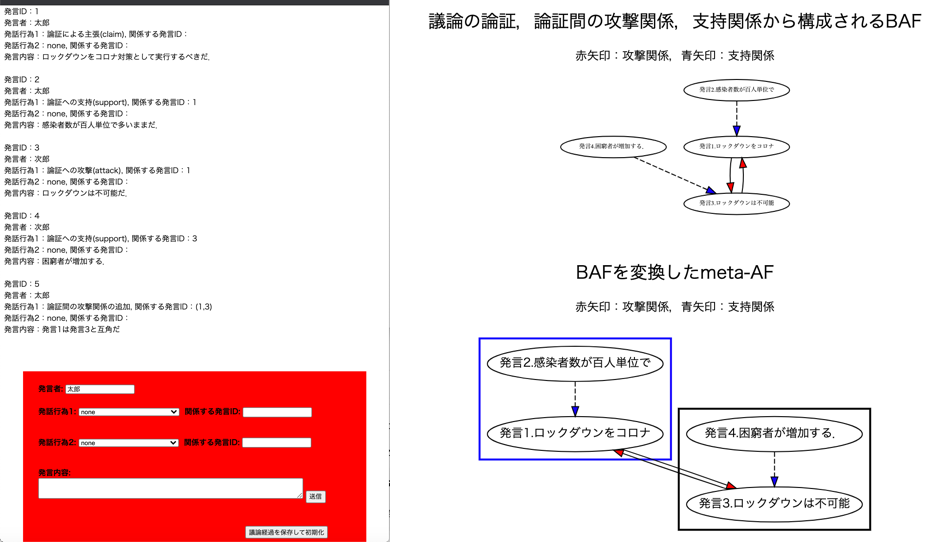 発言ID：1
発言者：太郎
発話行為1：論証による主張(claim), 関係する発言ID：
発話行為2：none, 関係する発言ID：
発言内容：ロックダウンをコロナ対策として実行するべきだ．
発言ID：2
発言者：太郎
発話行為1：論証への支持(support), 関係する発言ID：1
発話行為2：none, 関係する発言ID：
発言内容：感染者数が百人単位で多いままだ．
発言ID：3
発言者：次郎
発話行為1：論証への攻撃(attack), 関係する発言ID：1
発話行為2：none, 関係する発言ID：
発言内容：ロックダウンは不可能だ．
発言ID：4
発言者：次郎
発話行為1：論証への支持(support), 関係する発言ID：3
発話行為2：none, 関係する発言ID：
発言内容：困窮者が増加する．
発言ID：5
発言者：太郎
発話行為1：論証間の攻撃関係の追加, 関係する発言ID：(1,3)
発話行為2：none, 関係する発言ID：
発言内容：発言1は発言3と互角だ
発言者: 太郎
発話行為1: none 関係する発言ID:
発話行為2: none 関係する発言ID:
発言内容:
送信
議論経過を保存して初期化
議論の論証，論証間の攻撃関係，支持関係から構成されるBAF
赤矢印：攻撃関係，青矢印：支持関係
発言2.感染者数が百人単位で
発言4.困窮者が増加する．
発言1.ロックダウンをコロナ
発言3.ロックダウンは不可能
BAFを変換したmeta-AF
赤矢印：攻撃関係，青矢印：支持関係
発言2.感染者数が百人単位で
発言1.ロックダウンをコロナ
発言4.困窮者が増加する．
発言3.ロックダウンは不可能